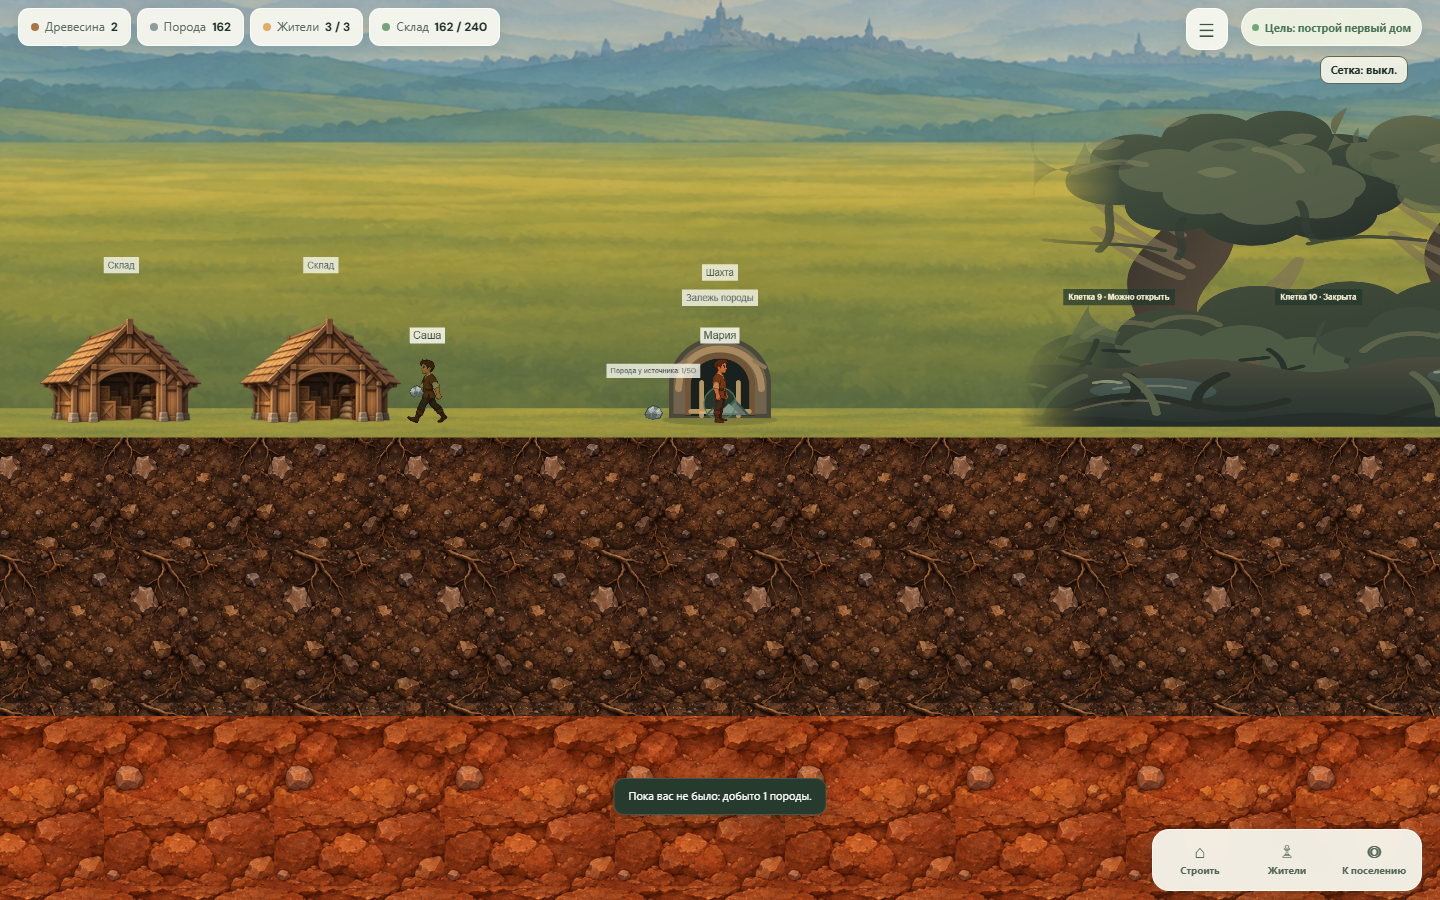 Древесина 2
Порода 162
Жители 3 / 3
Склад 162 / 240
☰
Цель: построй первый дом
Сетка: выкл.
Склад
Склад
Шахта
Залежь породы
Клетка 9 · Можно открыть
Клетка 10 · Закрыта
Саша
Мария
Порода у источника: 1/50
Пока вас не было: добыто 1 породы.
Строить
Жители
К поселению